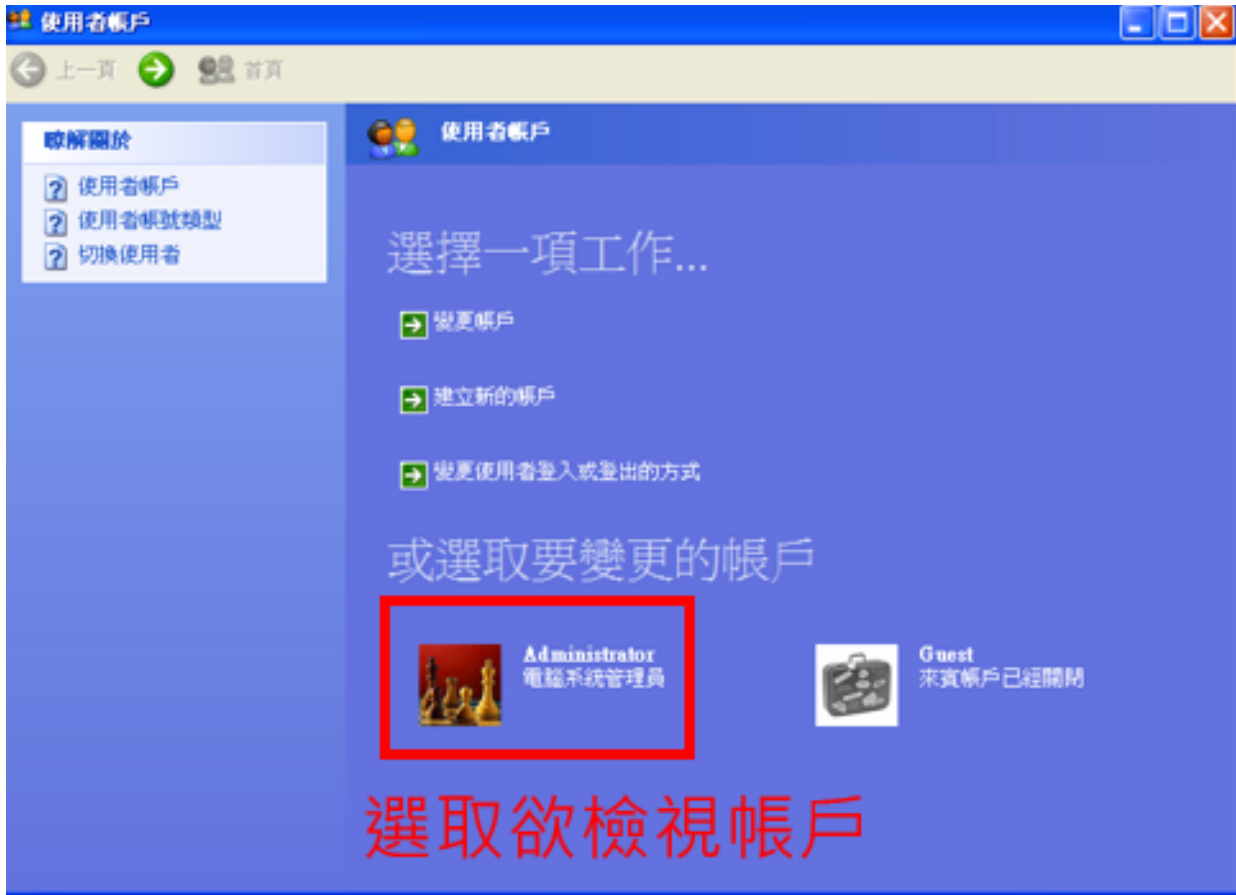 使用者帳戶
上一頁 首頁
瞭解關於
使用者帳戶
使用者帳號類型
切換使用者
使用者帳戶
選擇一項工作...
變更帳戶
建立新的帳戶
變更使用者登入或登出的方式
或選取要變更的帳戶
Administrator
電腦系統管理員
Guest
來賓帳戶已經關閉
選取欲檢視帳戶